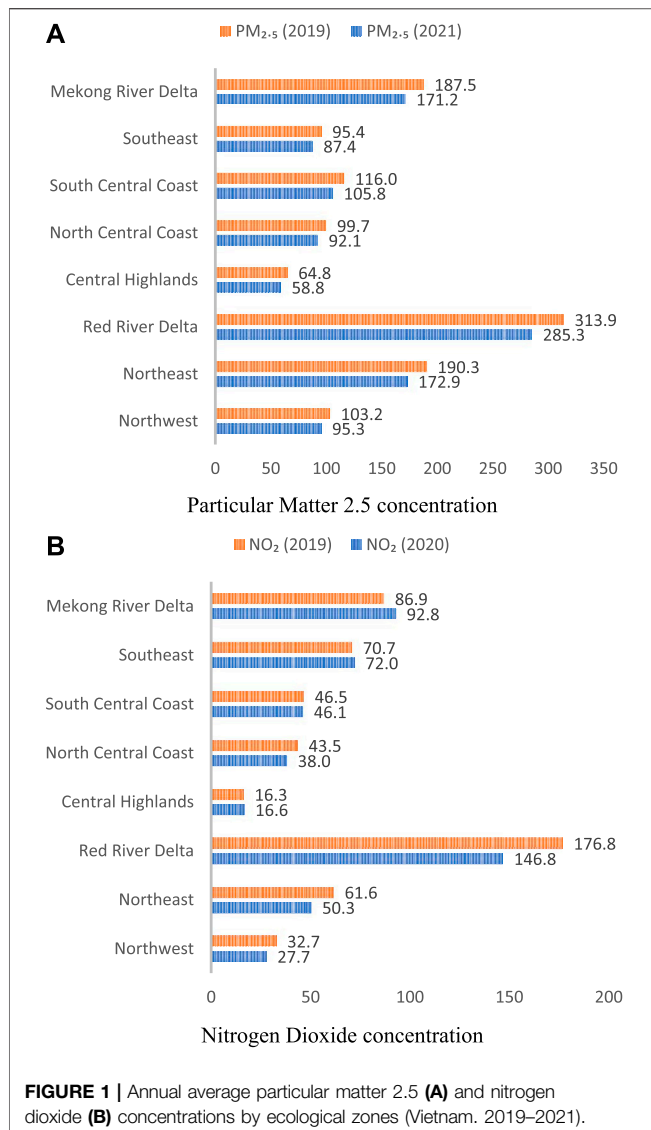 A
PM₂.₅ (2019) PM₂.₅ (2021)
Mekong River Delta 187.5
171.2
Southeast 95.4
87.4
South Central Coast 116.0
105.8
North Central Coast 99.7
92.1
Central Highlands 64.8
58.8
Red River Delta 313.9
285.3
Northeast 190.3
172.9
Northwest 103.2
95.3
0 50 100 150 200 250 300 350
Particular Matter 2.5 concentration
B
NO₂ (2019) NO₂ (2020)
Mekong River Delta 86.9
92.8
Southeast 70.7
72.0
South Central Coast 46.5
46.1
North Central Coast 43.5
38.0
Central Highlands 16.3
16.6
Red River Delta 176.8
146.8
Northeast 61.6
50.3
Northwest 32.7
27.7
0 50 100 150 200
Nitrogen Dioxide concentration
FIGURE 1 | Annual average particular matter 2.5 (A) and nitrogen
dioxide (B) concentrations by ecological zones (Vietnam. 2019–2021).